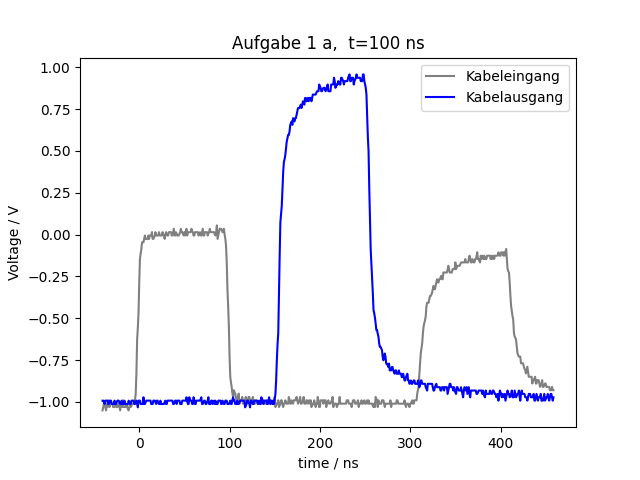 Aufgabe 1 a,  t=100 ns
Kabeleingang
Kabelausgang
Voltage / V
1.00
0.75
0.50
0.25
0.00
−0.25
−0.50
−0.75
−1.00
0 100 200 300 400
time / ns